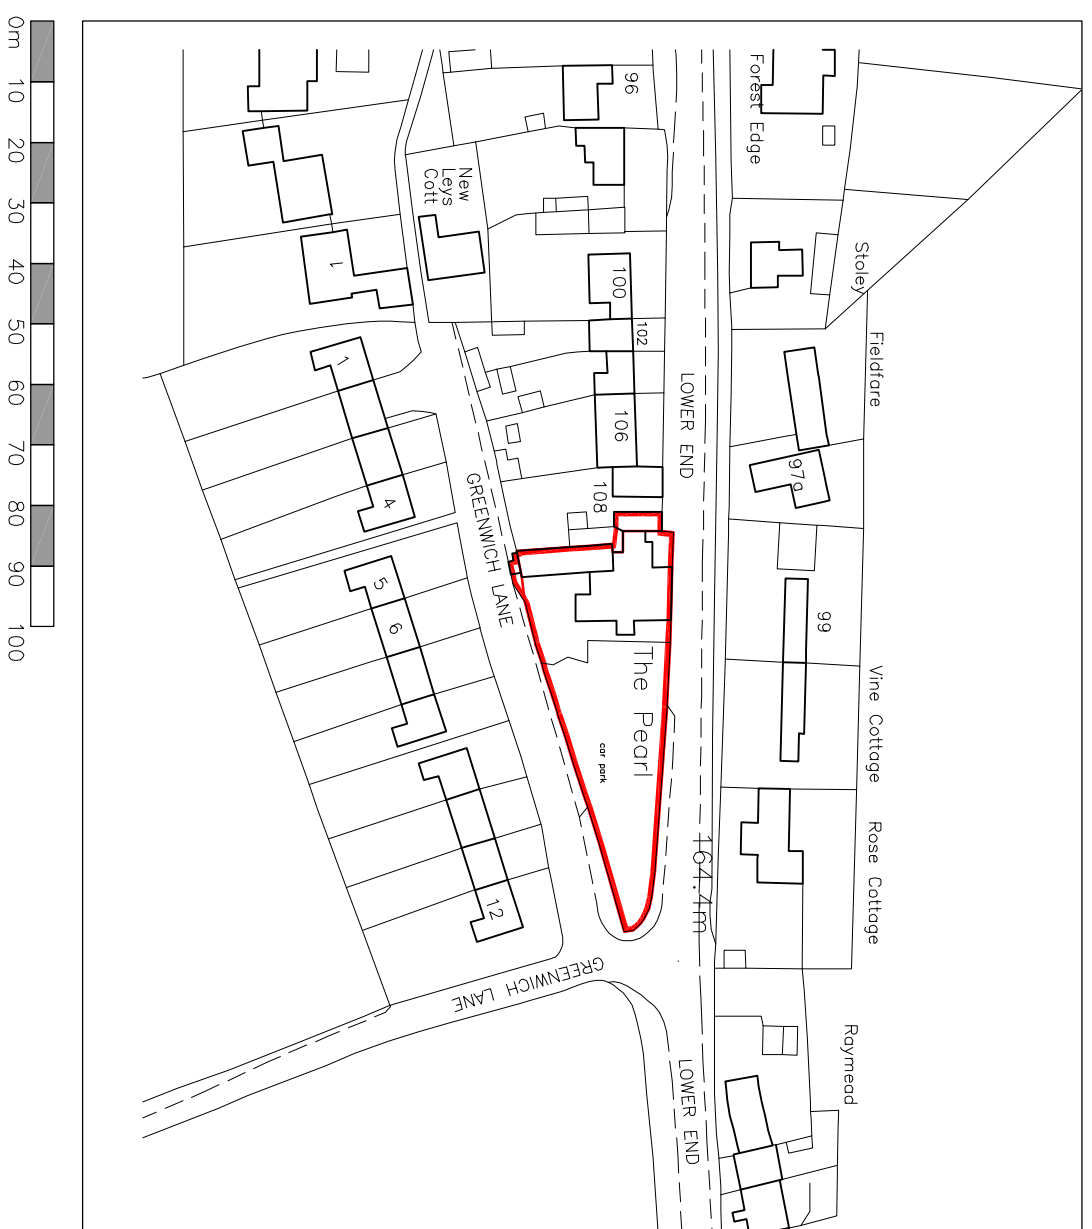 0m
10
20
30
40
50
60
70
80
90
100
Forest Edge
Stoley
Fieldfare
97a
99
Vine Cottage
Rose Cottage
Raymead
LOWER END
164.4m
LOWER END
96
100
102
106
108
The Pearl
car park
New
Leys
Cott
GREENWICH LANE
GREENWICH LANE
1
1
4
5
6
12